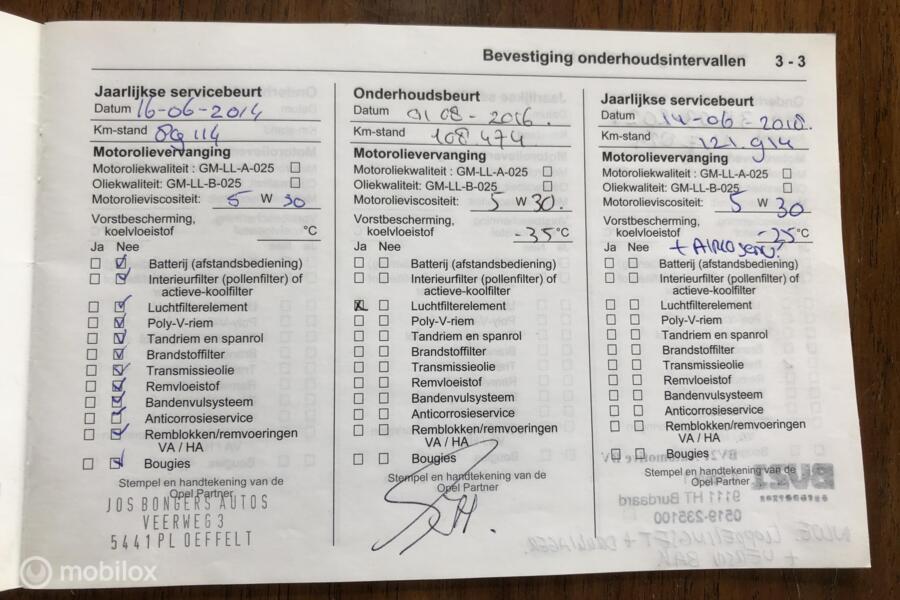 Bevestiging onderhoudsintervallen 3 - 3
Jaarlijkse servicebeurt
Datum 16-06-2014
Km-stand 89 114
Motorolievervanging
Motoroliekwaliteit : GM-LL-A-025
Oliekwaliteit: GM-LL-B-025
Motorolieviscositeit: 5 W 30
Vorstbescherming,
koelvloeistof °C
Ja Nee
Batterij (afstandsbediening)
Interieurfilter (pollenfilter) of
actieve-koolfilter
Luchtfilterelement
Poly-V-riem
Tandriem en spanrol
Brandstoffilter
Transmissieolie
Remvloeistof
Bandenvulsysteem
Anticorrosieservice
Remblokken/remvoeringen
VA / HA
Bougies
Stempel en handtekening van de
Opel Partner
JOS BONGERS AUTOS
VEERWEG 3
5441 PL OEFFELT
Onderhoudsbeurt
Datum 01 08 - 2016.
Km-stand 108.474
Motorolievervanging
Motoroliekwaliteit : GM-LL-A-025
Oliekwaliteit: GM-LL-B-025
Motorolieviscositeit: 5 W 30.
Vorstbescherming,
koelvloeistof -35 °C
Ja Nee
Batterij (afstandsbediening)
Interieurfilter (pollenfilter) of
actieve-koolfilter
Luchtfilterelement
Poly-V-riem
Tandriem en spanrol
Brandstoffilter
Transmissieolie
Remvloeistof
Bandenvulsysteem
Anticorrosieservice
Remblokken/remvoeringen
VA / HA
Bougies
Stempel en handtekening van de
Opel Partner
Jaarlijkse servicebeurt
Datum 14-06-2018.
Km-stand 121.914
Motorolievervanging
Motoroliekwaliteit : GM-LL-A-025
Oliekwaliteit: GM-LL-B-025
Motorolieviscositeit: 5 W 30
Vorstbescherming,
koelvloeistof -25 °C
Ja Nee +
Batterij (afstandsbediening)
Interieurfilter (pollenfilter) of
actieve-koolfilter
Luchtfilterelement
Poly-V-riem
Tandriem en spanrol
Brandstoffilter
Transmissieolie
Remvloeistof
Bandenvulsysteem
Anticorrosieservice
Remblokken/remvoeringen
VA / HA
Bougies
Stempel en handtekening van de
Opel Partner
mobilox